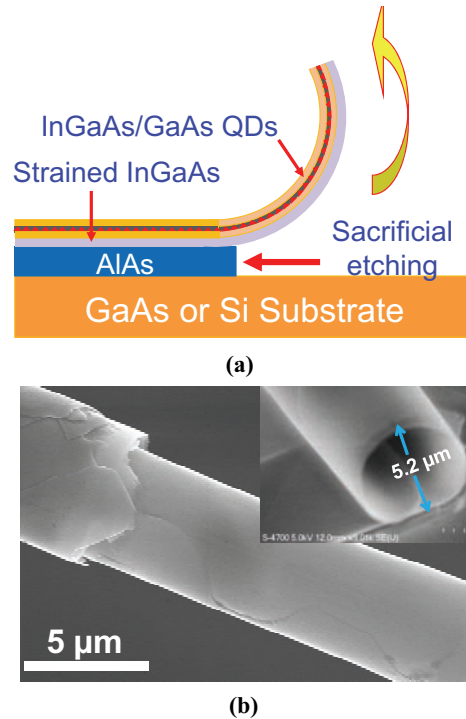 InGaAs/GaAs QDs
Strained InGaAs
Sacrificial
etching
AlAs
GaAs or Si Substrate
(a)
5.2 µm
S-4700 5.0kV 12.0mm
5 µm
(b)